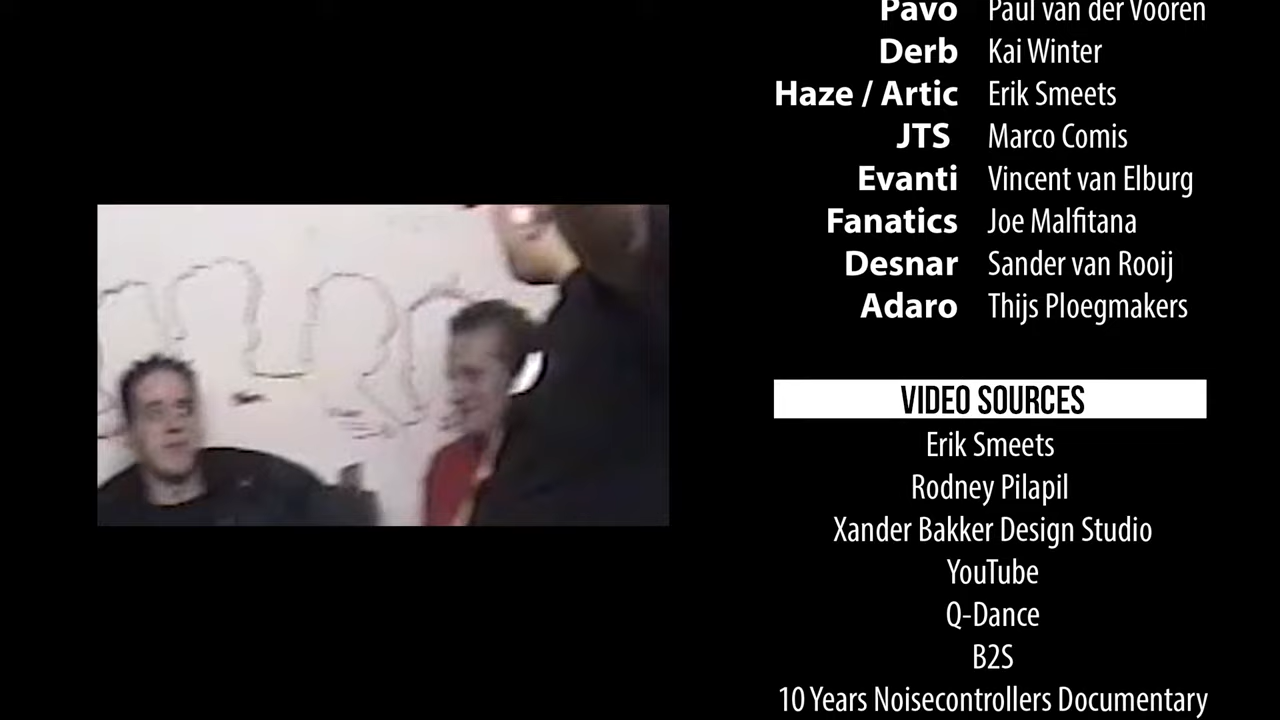 Pavo Paul van der Vooren
Derb Kai Winter
Haze / Artic Erik Smeets
JTS Marco Comis
Evanti Vincent van Elburg
Fanatics Joe Malfitana
Desnar Sander van Rooij
Adaro Thijs Ploegmakers
VIDEO SOURCES
Erik Smeets
Rodney Pilapil
Xander Bakker Design Studio
YouTube
Q-Dance
B2S
10 Years Noisecontrollers Documentary